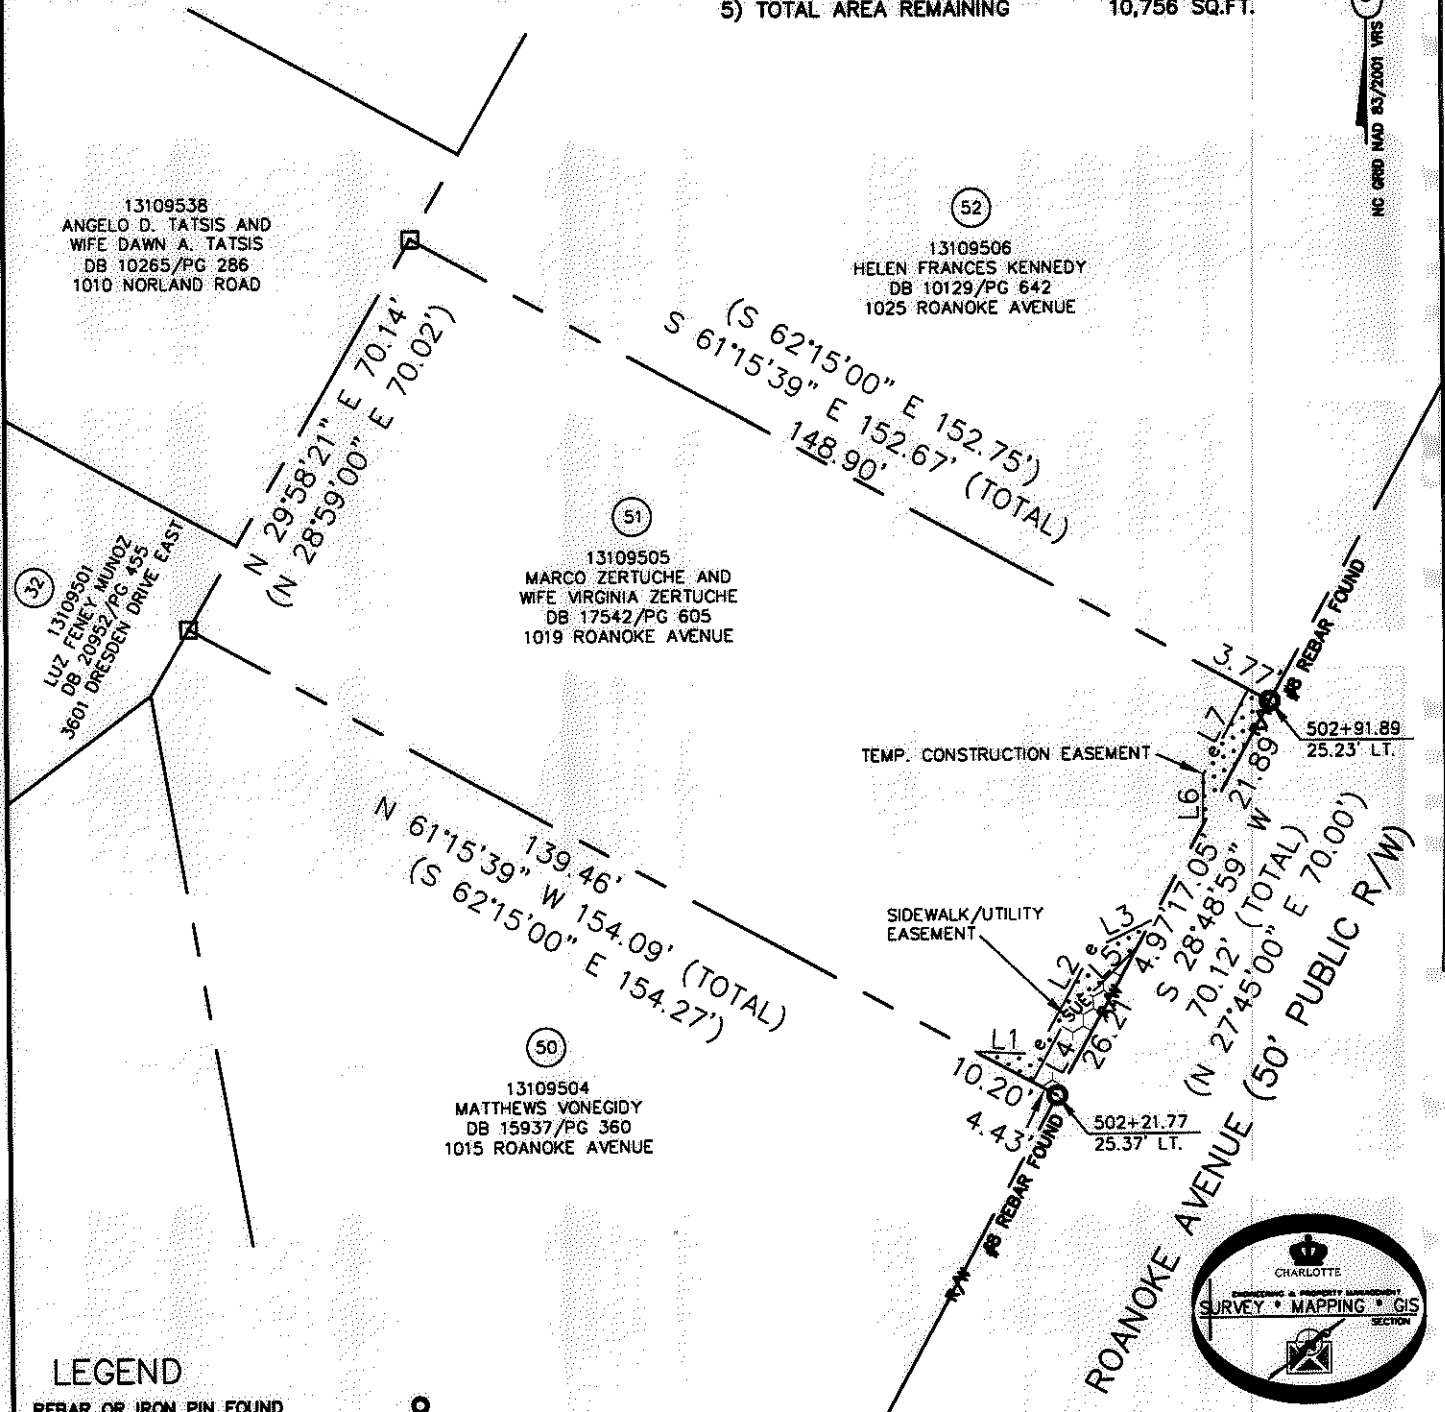 5) TOTAL AREA REMAINING 10,756 SQ.FT.
NC GRID NAD 83/2001 VRS
13109538
ANGELO D. TATSIS AND
WIFE DAWN A. TATSIS
DB 10265/PG 286
1010 NORLAND ROAD
52
13109506
HELEN FRANCES KENNEDY
DB 10129/PG 642
1025 ROANOKE AVENUE
N 29°58'21" E 70.14'
(N 28°59'00" E 70.02')
(S 62°15'00" E 152.75')
S 61°15'39" E 152.67' (TOTAL)
148.90'
51
13109505
MARCO ZERTUCHE AND
WIFE VIRGINIA ZERTUCHE
DB 17542/PG 605
1019 ROANOKE AVENUE
32
13109501
LUZ FENEY MUNOZ
DB 20952/PG 455
3601 DRESDEN DRIVE EAST
3.77'
REBAR FOUND
502+91.89
25.23' LT.
TEMP. CONSTRUCTION EASEMENT
L7
e
R/W
21.89'
L6
17.05'
139.46'
N 61°15'39" W 154.09' (TOTAL)
(S 62°15'00" E 154.27')
SIDEWALK/UTILITY
EASEMENT
L3
e
L2
L5
SUE
4.97'
R/W
26.21'
S 28°48'59" W
70.12' (TOTAL)
(N 27°45'00" E 70.00')
L1
e
L4
10.20'
4.43'
502+21.77
25.37' LT.
REBAR FOUND
R/W
50
13109504
MATTHEWS VONEGIDY
DB 15937/PG 360
1015 ROANOKE AVENUE
ROANOKE AVENUE (50' PUBLIC R/W)
CHARLOTTE
ENGINEERING & PROPERTY MANAGEMENT
SURVEY * MAPPING * GIS
SECTION
LEGEND
REBAR OR IRON PIN FOUND